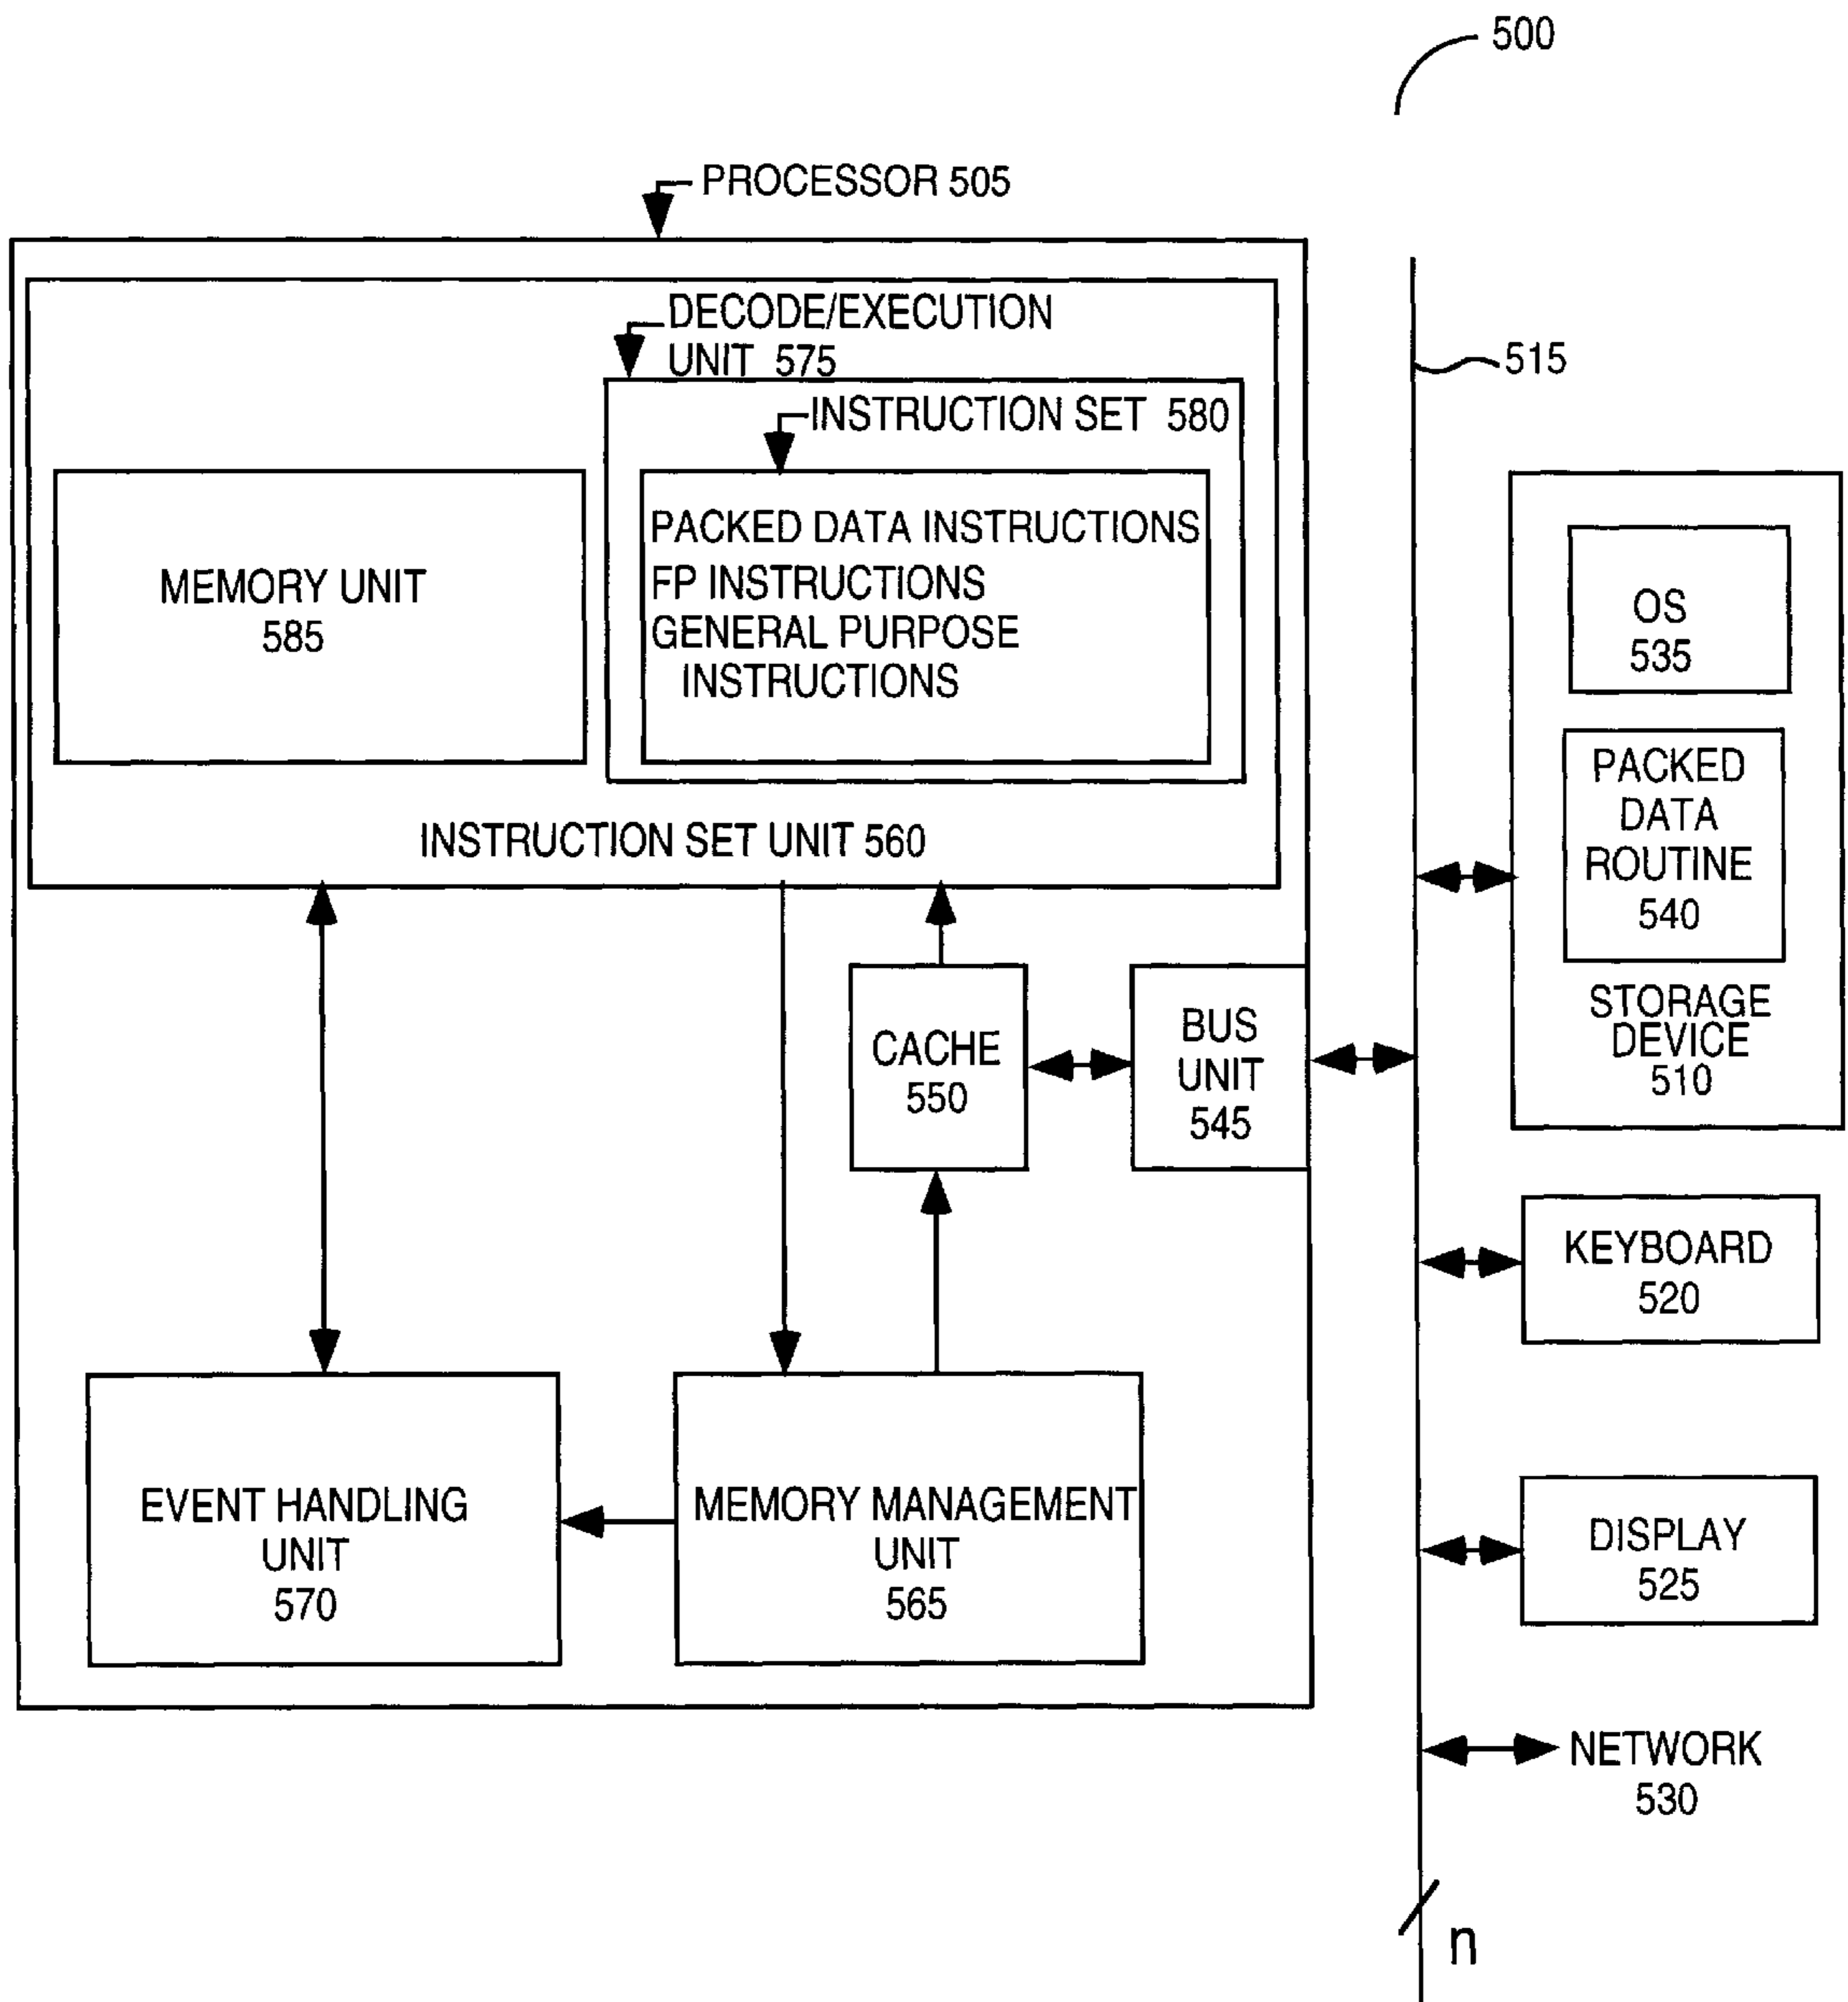 500
PROCESSOR 505
DECODE/EXECUTION
UNIT 575
515
INSTRUCTION SET 580
PACKED DATA INSTRUCTIONS
FP INSTRUCTIONS
GENERAL PURPOSE
INSTRUCTIONS
MEMORY UNIT
585
INSTRUCTION SET UNIT 560
OS
535
PACKED
DATA
ROUTINE
540
STORAGE
DEVICE
510
CACHE
550
BUS
UNIT
545
KEYBOARD
520
EVENT HANDLING
UNIT
570
MEMORY MANAGEMENT
UNIT
565
DISPLAY
525
NETWORK
530
n